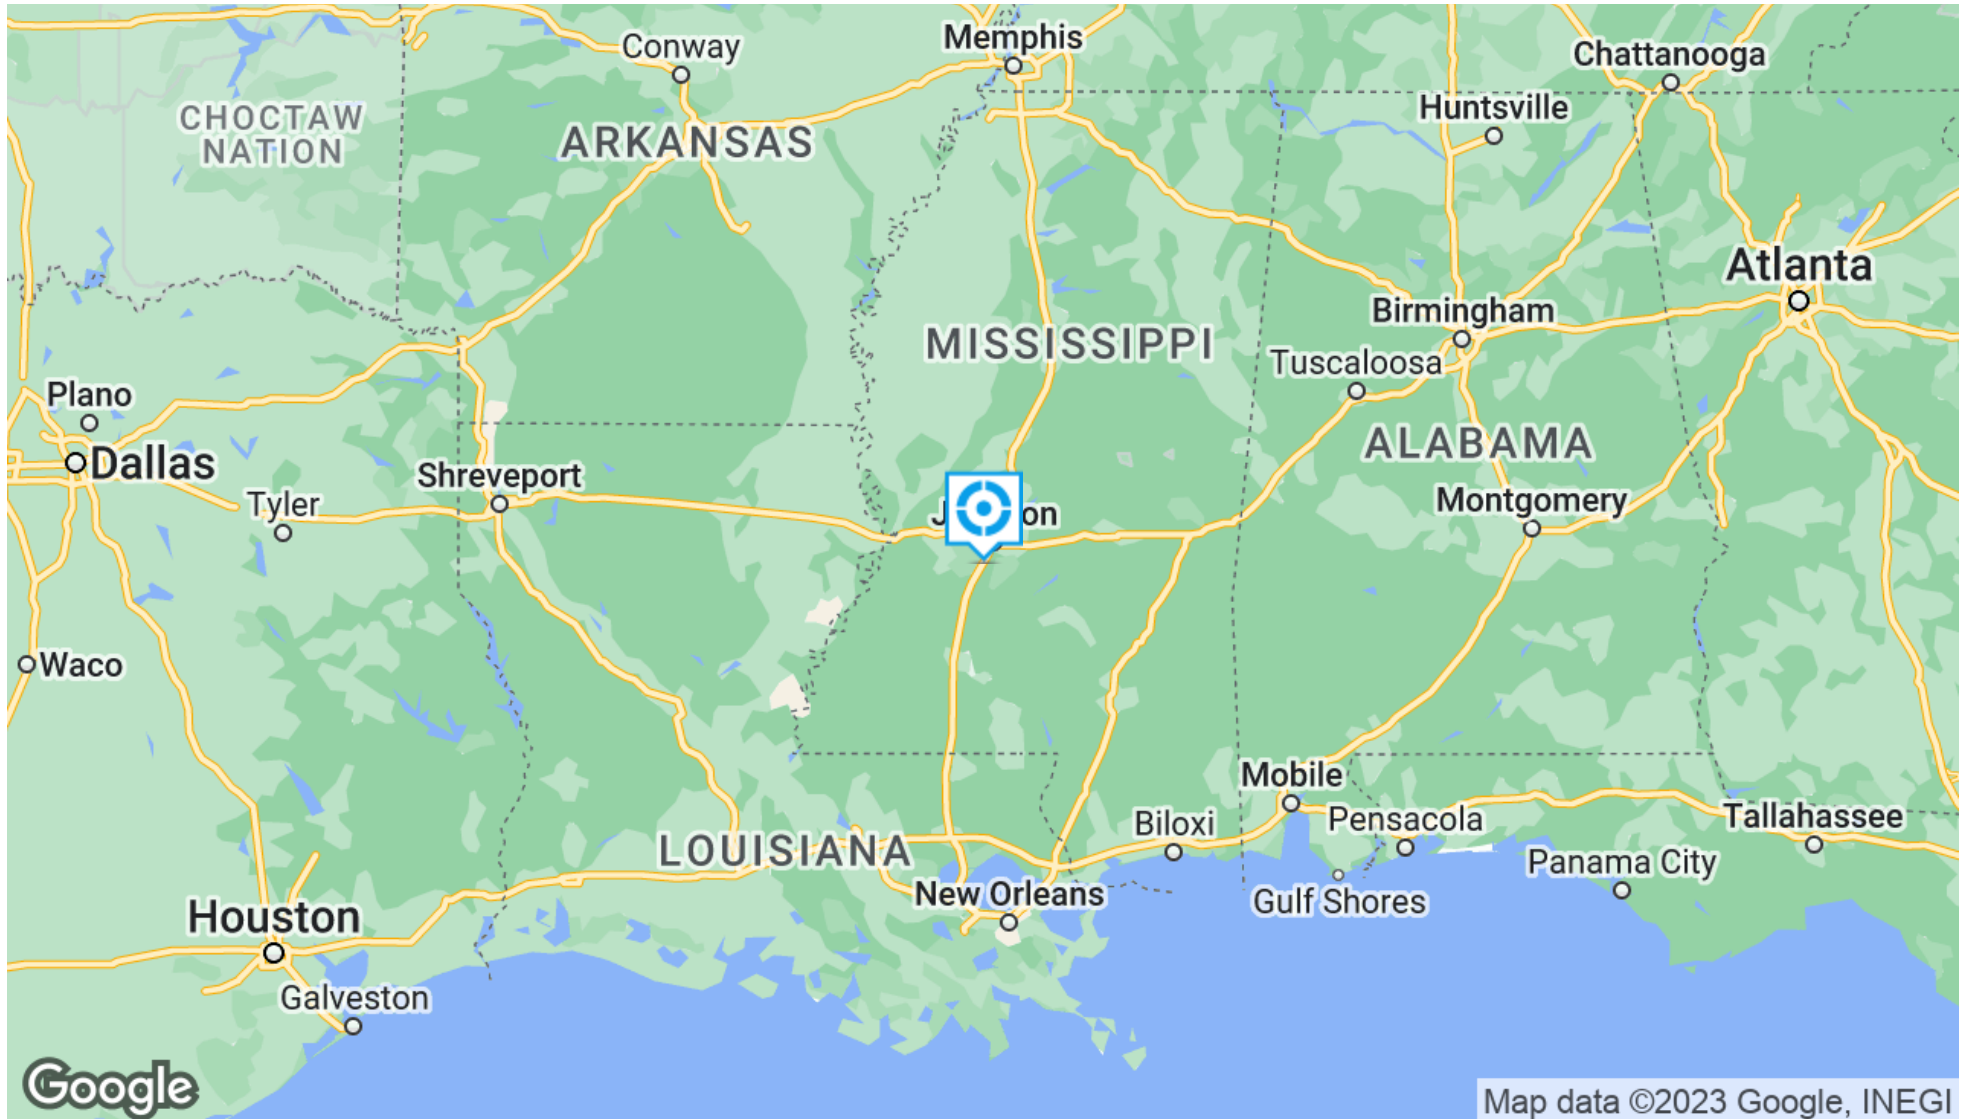 Conway
Memphis
Chattanooga
Huntsville
CHOCTAW
NATION
ARKANSAS
Atlanta
Birmingham
MISSISSIPPI
Tuscaloosa
Plano
Dallas
ALABAMA
Shreveport
Tyler
Montgomery
Waco
Mobile
Biloxi
Pensacola
Tallahassee
LOUISIANA
Panama City
New Orleans
Gulf Shores
Houston
Galveston
Google
Map data ©2023 Google, INEGI